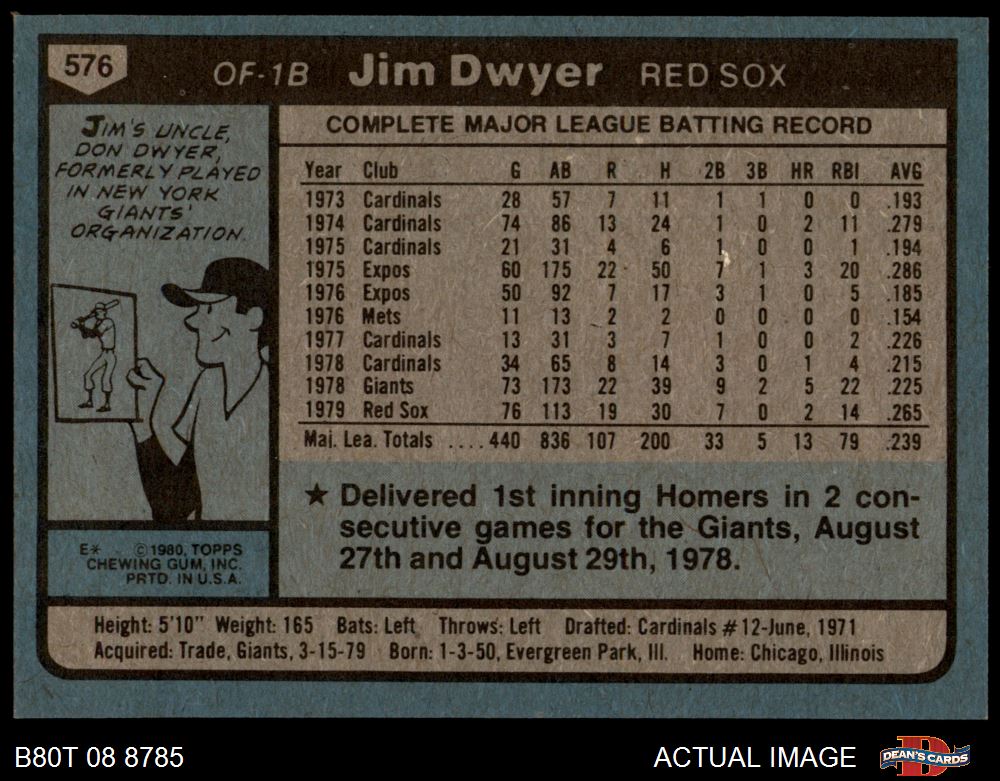 576
OF-1B Jim Dwyer RED SOX
JIM'S UNCLE,
DON DWYER,
FORMERLY PLAYED
IN NEW YORK
GIANTS'
ORGANIZATION.
COMPLETE MAJOR LEAGUE BATTING RECORD
Year Club G AB R H 2B 3B HR RBI AVG
1973 Cardinals 28 57 7 11 1 1 0 0 .193
1974 Cardinals 74 86 13 24 1 0 2 11 .279
1975 Cardinals 21 31 4 6 1 0 0 1 .194
1975 Expos 60 175 22 50 7 1 3 20 .286
1976 Expos 50 92 7 17 3 1 0 5 .185
1976 Mets 11 13 2 2 0 0 0 0 .154
1977 Cardinals 13 31 3 7 1 0 0 2 .226
1978 Cardinals 34 65 8 14 3 0 1 4 .215
1978 Giants 73 173 22 39 9 2 5 22 .225
1979 Red Sox 76 113 19 30 7 0 2 14 .265
Maj. Lea. Totals ....440 836 107 200 33 5 13 79 .239
★ Delivered 1st inning Homers in 2 con-
secutive games for the Giants, August
27th and August 29th, 1978.
E* ©1980, TOPPS
CHEWING GUM, INC.
PRTD. IN U.S.A.
Height: 5'10" Weight: 165 Bats: Left Throws: Left Drafted: Cardinals #12-June, 1971
Acquired: Trade, Giants, 3-15-79 Born: 1-3-50, Evergreen Park, Ill. Home: Chicago, Illinois
B80T 08 8785
ACTUAL IMAGE
D
DEAN'S CARDS